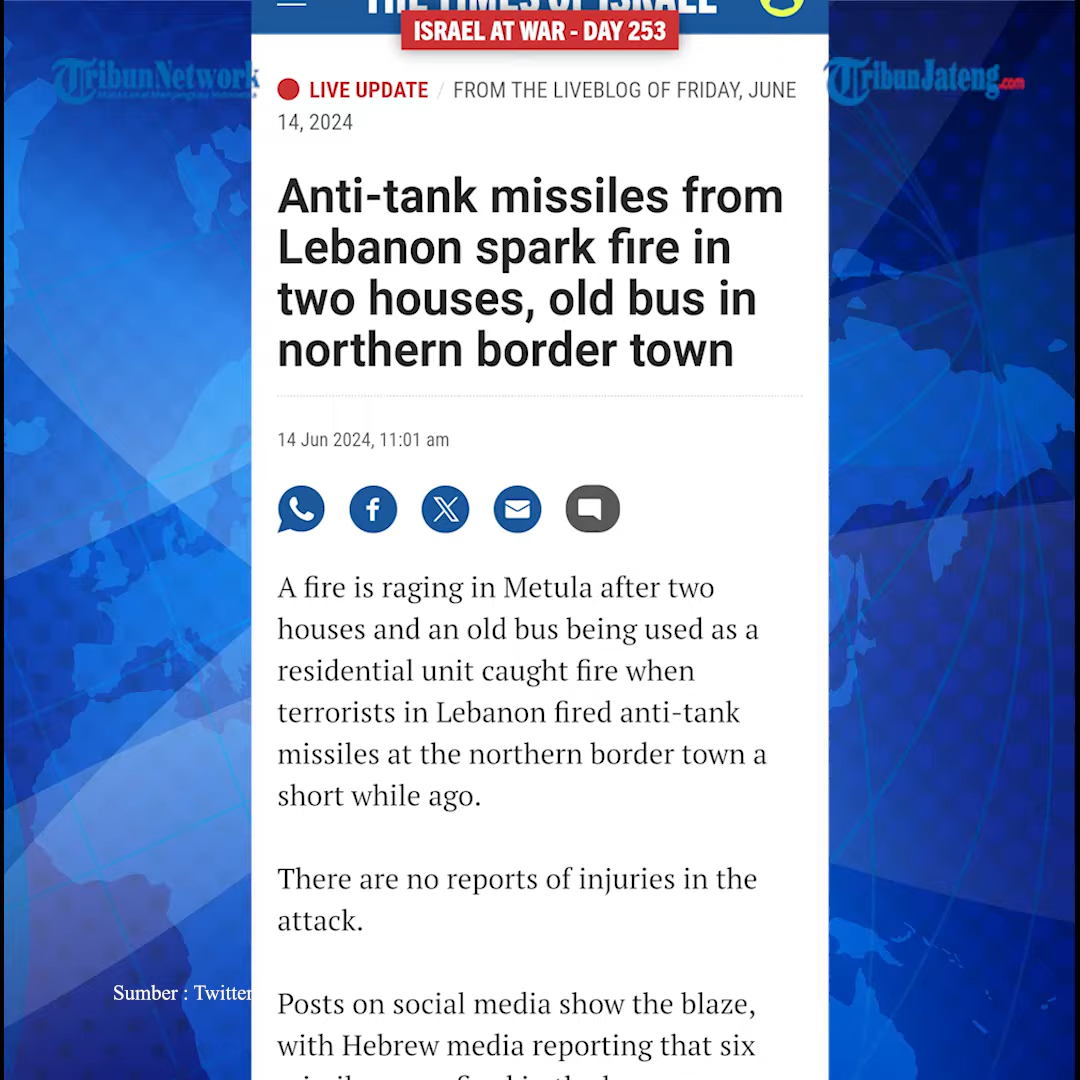 THE TIMES OF ISRAEL
ISRAEL AT WAR - DAY 253
TribunNetwork
TribunJateng.com
LIVE UPDATE / FROM THE LIVEBLOG OF FRIDAY, JUNE
14, 2024
Anti-tank missiles from
Lebanon spark fire in
two houses, old bus in
northern border town
14 Jun 2024, 11:01 am
A fire is raging in Metula after two
houses and an old bus being used as a
residential unit caught fire when
terrorists in Lebanon fired anti-tank
missiles at the northern border town a
short while ago.
There are no reports of injuries in the
attack.
Sumber : Twitter
Posts on social media show the blaze,
with Hebrew media reporting that six